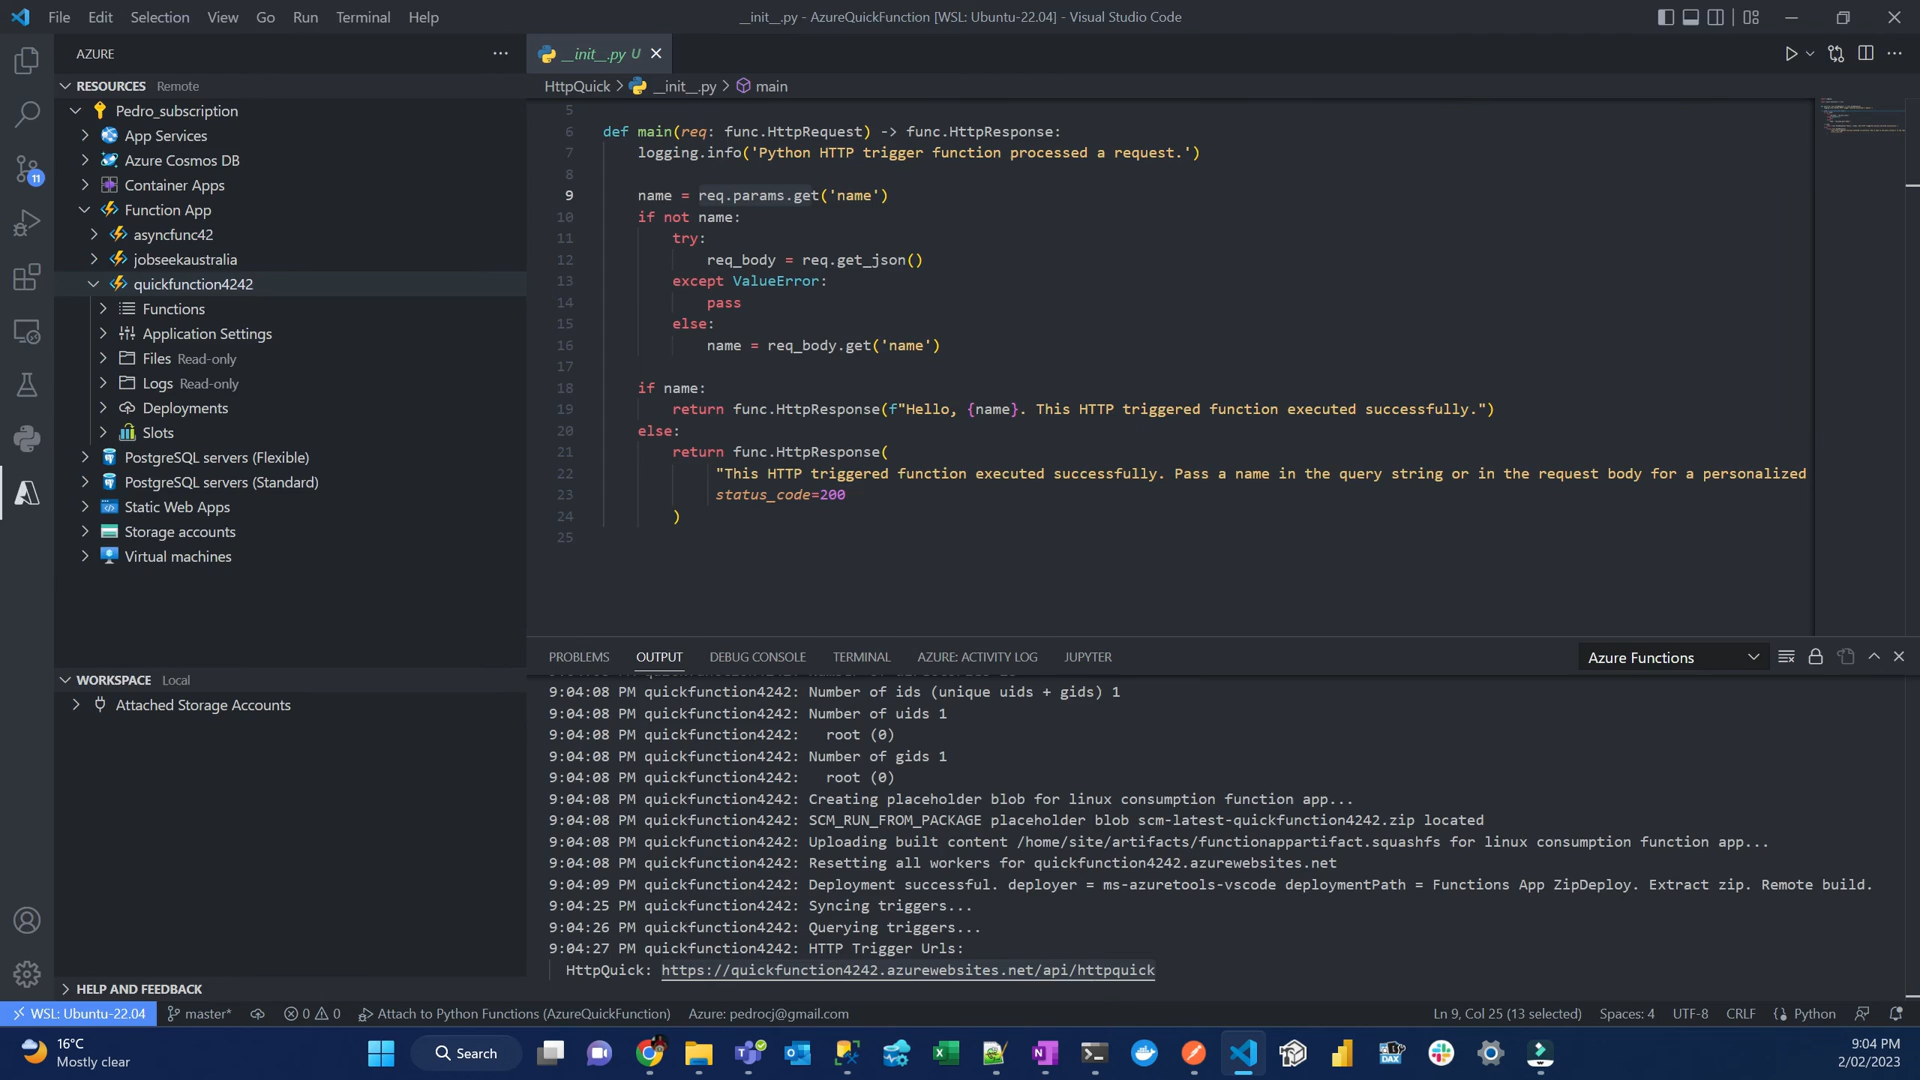 File Edit Selection View Go Run Terminal Help
__init__.py - AzureQuickFunction [WSL: Ubuntu-22.04] - Visual Studio Code
AZURE
RESOURCES Remote
Pedro_subscription
App Services
Azure Cosmos DB
Container Apps
Function App
asyncfunc42
jobseekaustralia
quickfunction4242
Functions
Application Settings
Files Read-only
Logs Read-only
Deployments
Slots
PostgreSQL servers (Flexible)
PostgreSQL servers (Standard)
Static Web Apps
Storage accounts
Virtual machines
WORKSPACE Local
Attached Storage Accounts
HELP AND FEEDBACK
11
__init__.py U
HttpQuick > __init__.py > main
5
6 def main(req: func.HttpRequest) -> func.HttpResponse:
7 logging.info('Python HTTP trigger function processed a request.')
8
9 name = req.params.get('name')
10 if not name:
11 try:
12 req_body = req.get_json()
13 except ValueError:
14 pass
15 else:
16 name = req_body.get('name')
17
18 if name:
19 return func.HttpResponse(f"Hello, {name}. This HTTP triggered function executed successfully.")
20 else:
21 return func.HttpResponse(
22 "This HTTP triggered function executed successfully. Pass a name in the query string or in the request body for a personalized
23 status_code=200
24 )
25
PROBLEMS OUTPUT DEBUG CONSOLE TERMINAL AZURE: ACTIVITY LOG JUPYTER
Azure Functions
9:04:08 PM quickfunction4242: Number of ids (unique uids + gids) 1
9:04:08 PM quickfunction4242: Number of uids 1
9:04:08 PM quickfunction4242: root (0)
9:04:08 PM quickfunction4242: Number of gids 1
9:04:08 PM quickfunction4242: root (0)
9:04:08 PM quickfunction4242: Creating placeholder blob for linux consumption function app...
9:04:08 PM quickfunction4242: SCM_RUN_FROM_PACKAGE placeholder blob scm-latest-quickfunction4242.zip located
9:04:08 PM quickfunction4242: Uploading built content /home/site/artifacts/functionappartifact.squashfs for linux consumption function app...
9:04:08 PM quickfunction4242: Resetting all workers for quickfunction4242.azurewebsites.net
9:04:09 PM quickfunction4242: Deployment successful. deployer = ms-azuretools-vscode deploymentPath = Functions App ZipDeploy. Extract zip. Remote build.
9:04:25 PM quickfunction4242: Syncing triggers...
9:04:26 PM quickfunction4242: Querying triggers...
9:04:27 PM quickfunction4242: HTTP Trigger Urls:
HttpQuick: https://quickfunction4242.azurewebsites.net/api/httpquick
WSL: Ubuntu-22.04 master* 0 0 Attach to Python Functions (AzureQuickFunction) Azure: pedrocj@gmail.com Ln 9, Col 25 (13 selected) Spaces: 4 UTF-8 CRLF Python
16°C
Mostly clear
Search
DAX
9:04 PM
2/02/2023